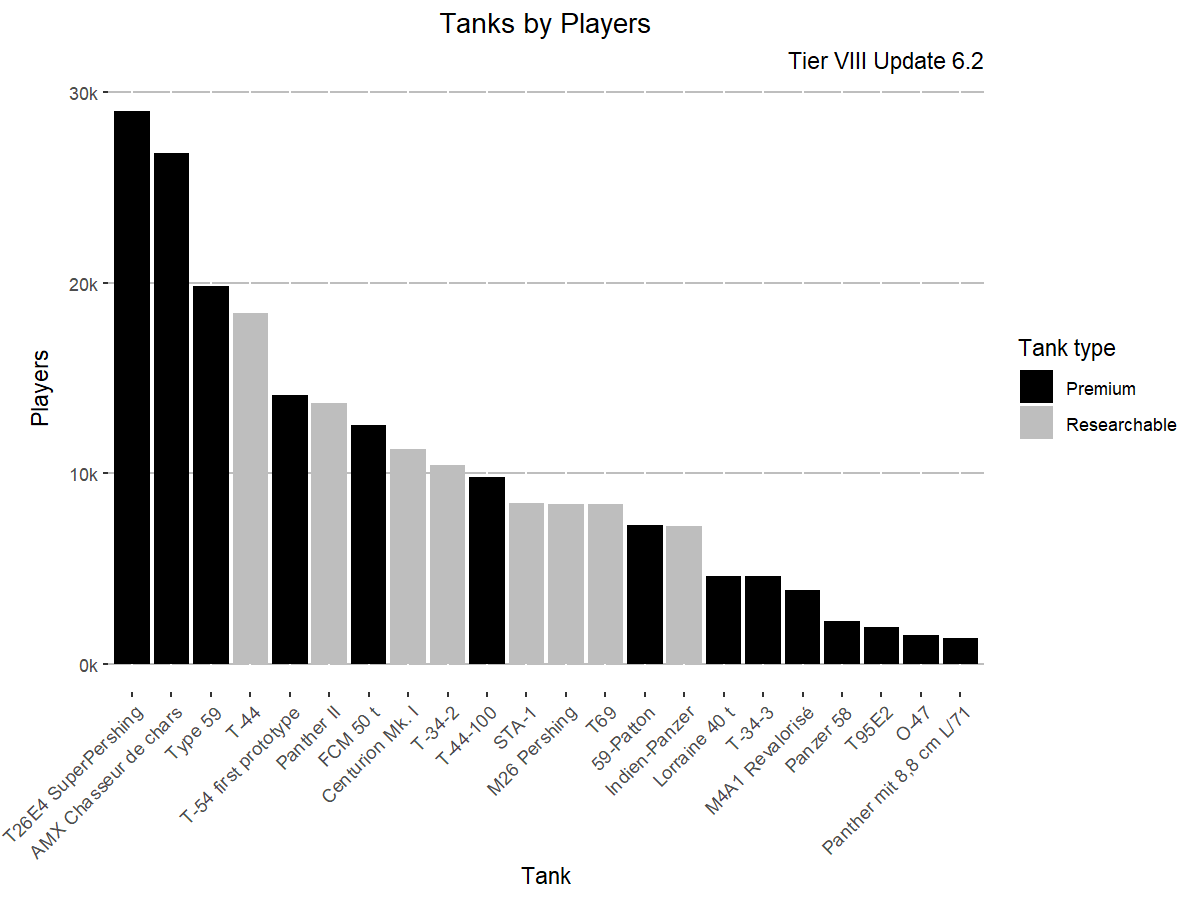 Tanks by Players
Tier VIII Update 6.2
30k
20k
10k
0k
Players
T26E4 SuperPershing
AMX Chasseur de chars
Type 59
T-44
T-54 first prototype
Panther II
FCM 50 t
Centurion Mk. I
T-34-2
T-44-100
STA-1
M26 Pershing
T69
59-Patton
Indien-Panzer
Lorraine 40 t
T-34-3
M4A1 Revalorisé
Panzer 58
T95E2
O-47
Panther mit 8,8 cm L/71
Tank
Tank type
Premium
Researchable